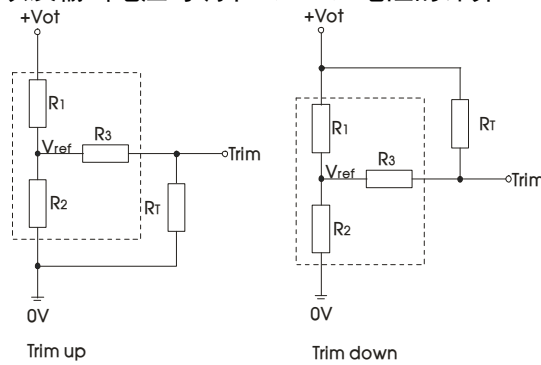 +Vot
R1
Vref
R3
Trim
R2
RT
0V
Trim up
+Vot
R1
RT
Vref
R3
Trim
R2
0V
Trim down